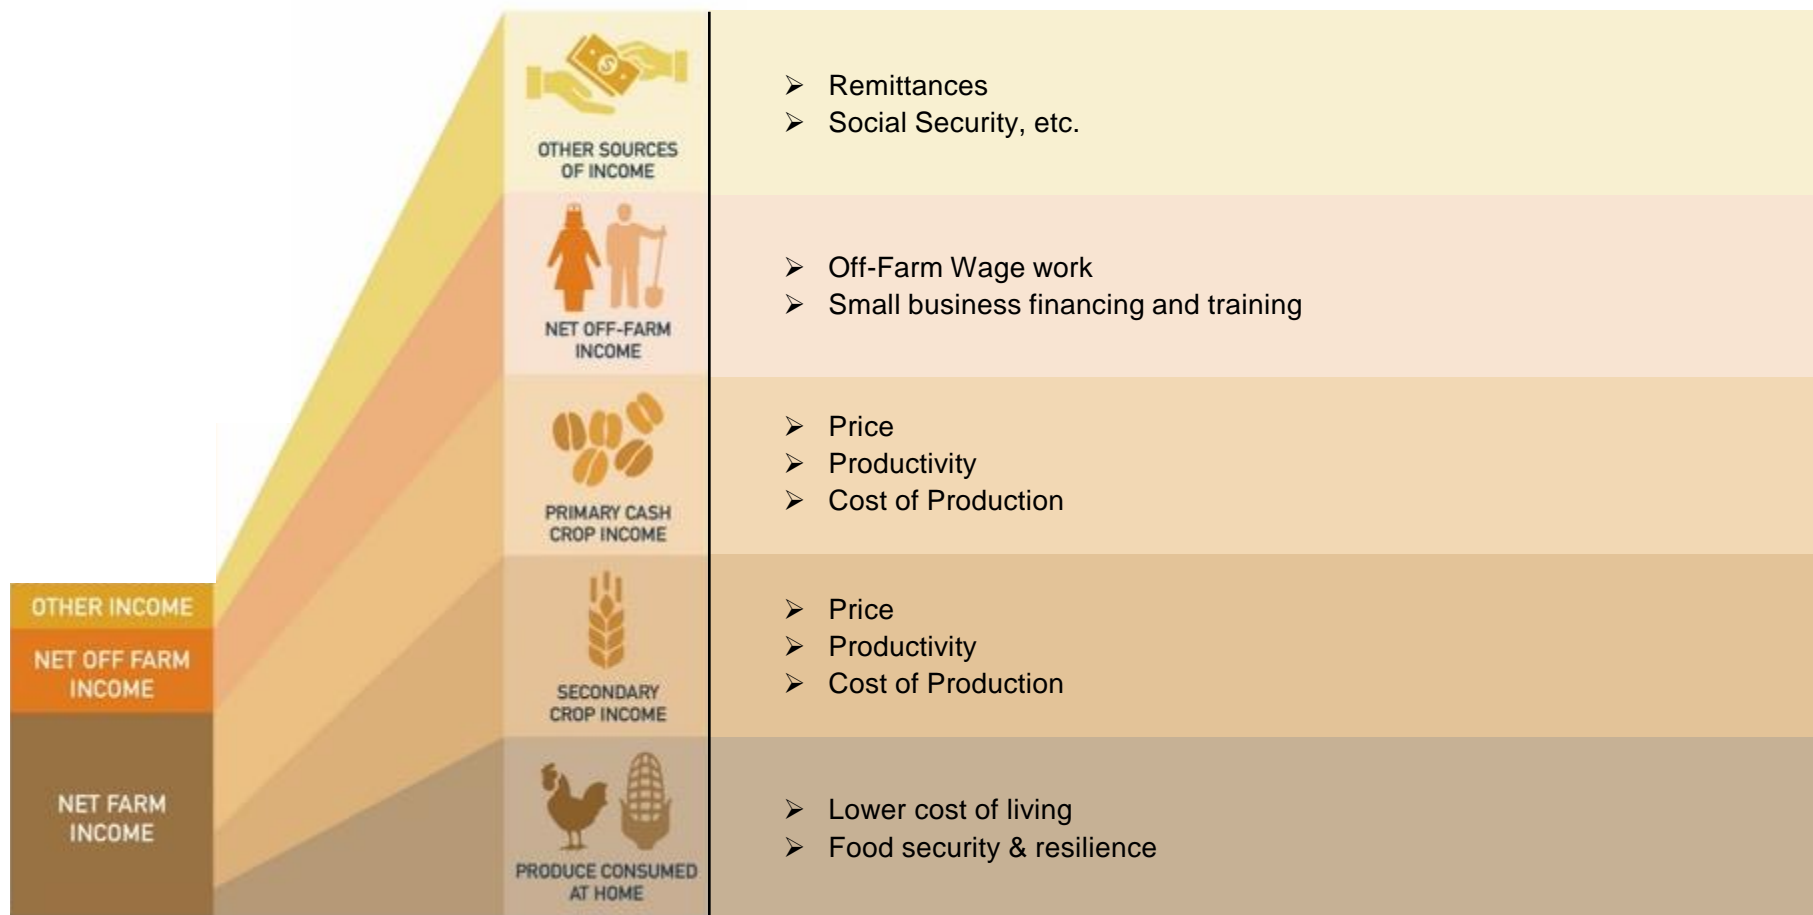 OTHER INCOME
NET OFF FARM
INCOME
NET FARM
INCOME
OTHER SOURCES
OF INCOME
➢ Remittances
➢ Social Security, etc.
NET OFF-FARM
INCOME
➢ Off-Farm Wage work
➢ Small business financing and training
PRIMARY CASH
CROP INCOME
➢ Price
➢ Productivity
➢ Cost of Production
SECONDARY
CROP INCOME
➢ Price
➢ Productivity
➢ Cost of Production
PRODUCE CONSUMED
AT HOME
➢ Lower cost of living
➢ Food security & resilience